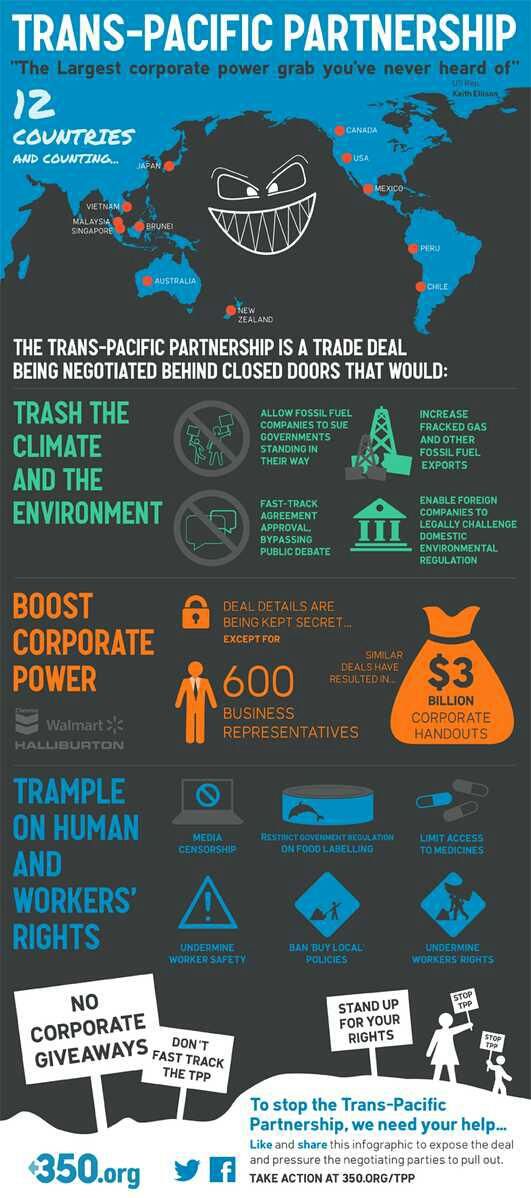 TRANS-PACIFIC PARTNERSHIP
"The Largest corporate power grab you've never heard of"
US Rep.
Keith Ellison
12
COUNTRIES
AND COUNTING...
CANADA
USA
JAPAN
MEXICO
VIETNAM
MALAYSIA
SINGAPORE
BRUNEI
PERU
AUSTRALIA
CHILE
NEW
ZEALAND
THE TRANS-PACIFIC PARTNERSHIP IS A TRADE DEAL
BEING NEGOTIATED BEHIND CLOSED DOORS THAT WOULD:
TRASH THE
CLIMATE
AND THE
ENVIRONMENT
ALLOW FOSSIL FUEL
COMPANIES TO SUE
GOVERNMENTS
STANDING IN
THEIR WAY
INCREASE
FRACKED GAS
AND OTHER
FOSSIL FUEL
EXPORTS
FAST-TRACK
AGREEMENT
APPROVAL,
BYPASSING
PUBLIC DEBATE
ENABLE FOREIGN
COMPANIES TO
LEGALLY CHALLENGE
DOMESTIC
ENVIRONMENTAL
REGULATION
BOOST
CORPORATE
POWER
Chevron
Walmart
HALLIBURTON
DEAL DETAILS ARE
BEING KEPT SECRET...
EXCEPT FOR
600
BUSINESS
REPRESENTATIVES
SIMILAR
DEALS HAVE
RESULTED IN...
$3
BILLION
CORPORATE
HANDOUTS
TRAMPLE
ON HUMAN
AND
WORKERS'
RIGHTS
MEDIA
CENSORSHIP
RESTRICT GOVERNMENT REGULATION
ON FOOD LABELLING
LIMIT ACCESS
TO MEDICINES
UNDERMINE
WORKER SAFETY
BAN 'BUY LOCAL'
POLICIES
UNDERMINE
WORKERS' RIGHTS
NO
CORPORATE
GIVEAWAYS
DON'T
FAST TRACK
THE TPP
STAND UP
FOR YOUR
RIGHTS
STOP
TPP
STOP
TPP
To stop the Trans-Pacific
Partnership, we need your help...
Like and share this infographic to expose the deal
and pressure the negotiating parties to pull out.
TAKE ACTION AT 350.ORG/TPP
350.org